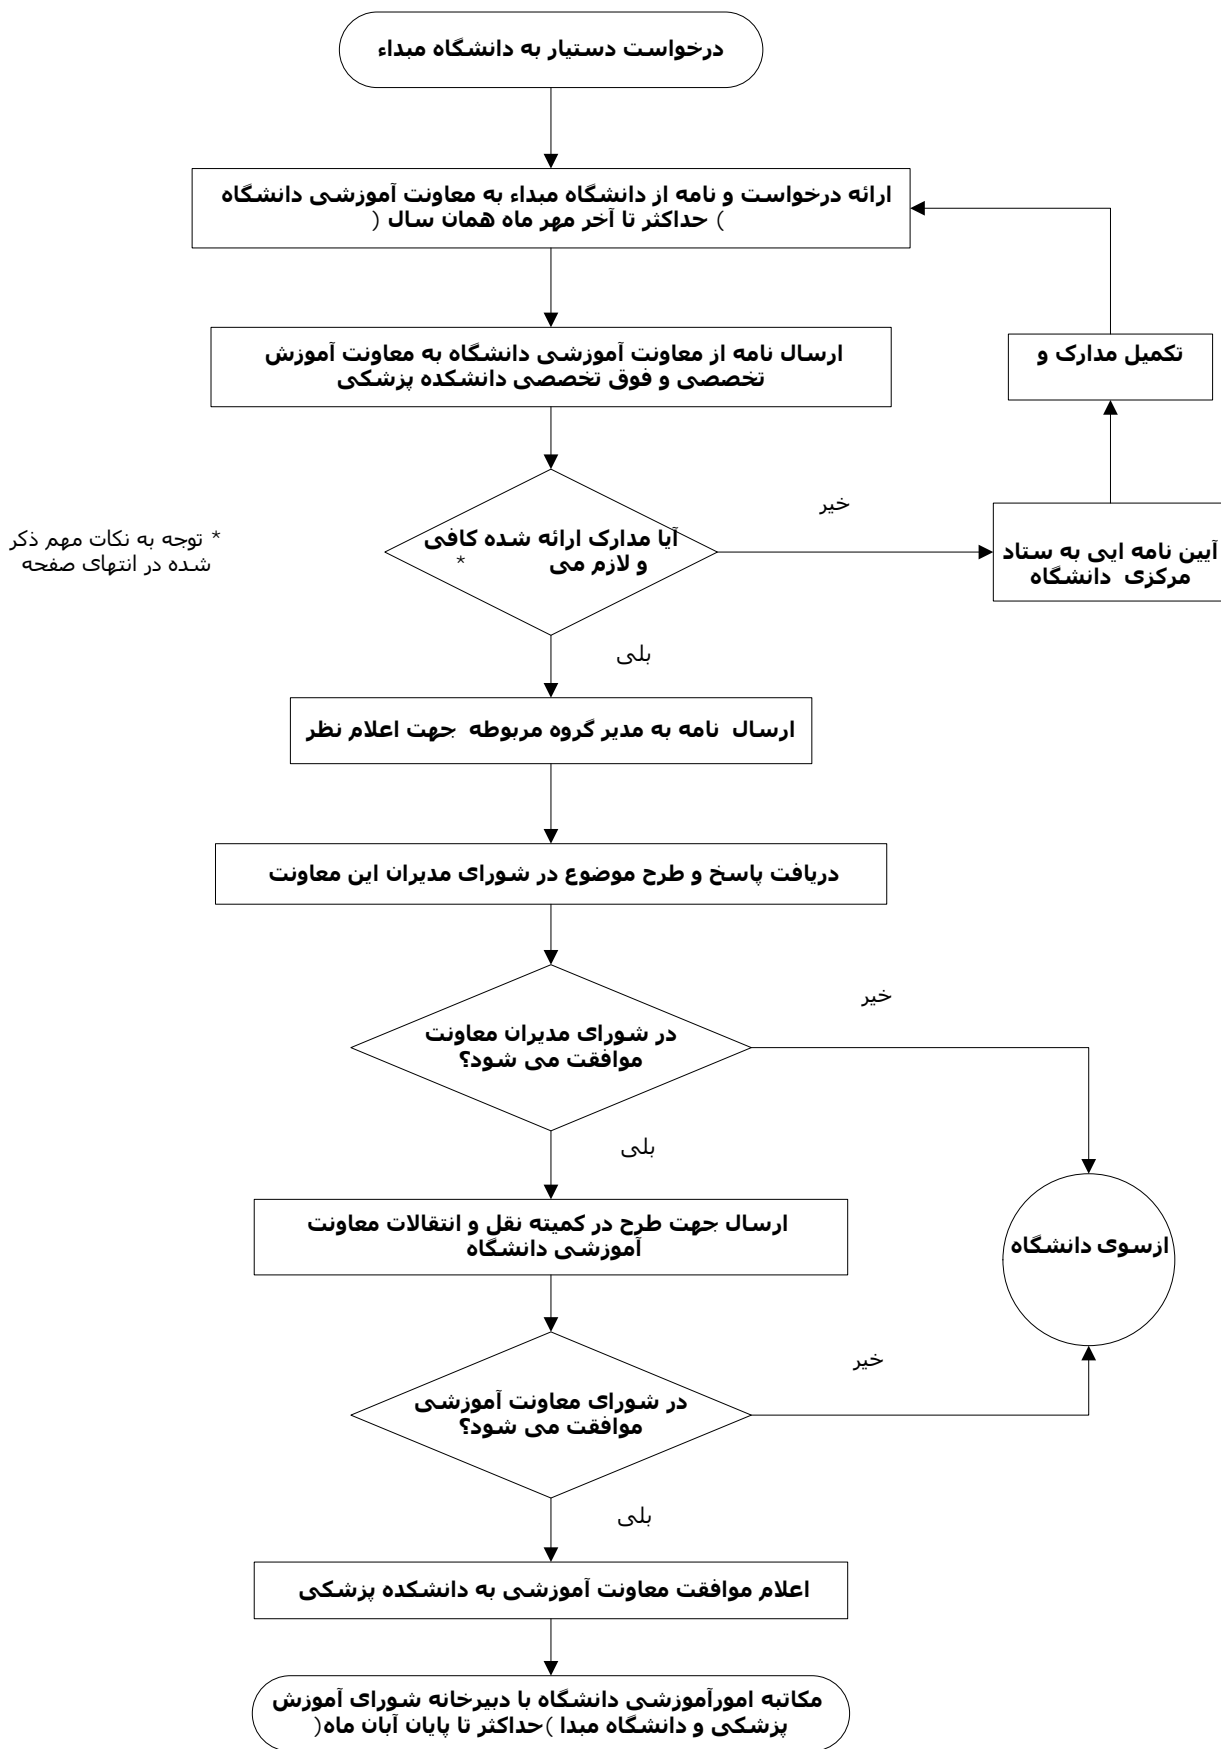 درخواست دستیار به دانشگاه مبداء
ارائه درخواست و نامه از دانشگاه مبداء به معاونت آموزشی دانشگاه
) حداکثر تا آخر مهر ماه همان سال (
ارسال نامه از معاونت آموزشی دانشگاه به معاونت آموزش
تخصصی و فوق تخصصی دانشکده پزشکی
تکمیل مدارک و
آیا مدارک ارائه شده کافی
و لازم می *
خیر
آیین نامه ایی به ستاد
مرکزی دانشگاه
* توجه به نکات مهم ذکر
شده در انتهای صفحه
بلی
ارسال نامه به مدیر گروه مربوطه جهت اعلام نظر
دریافت پاسخ و طرح موضوع در شورای مدیران این معاونت
در شورای مدیران معاونت
موافقت می شود؟
خیر
بلی
ارسال جهت طرح در کمیته نقل و انتقالات معاونت
آموزشی دانشگاه
ازسوی دانشگاه
در شورای معاونت آموزشی
موافقت می شود؟
خیر
بلی
اعلام موافقت معاونت آموزشی به دانشکده پزشکی
مکاتبه امورآموزشی دانشگاه با دبیرخانه شورای آموزش
پزشکی و دانشگاه مبدا )حداکثر تا پایان آبان ماه(